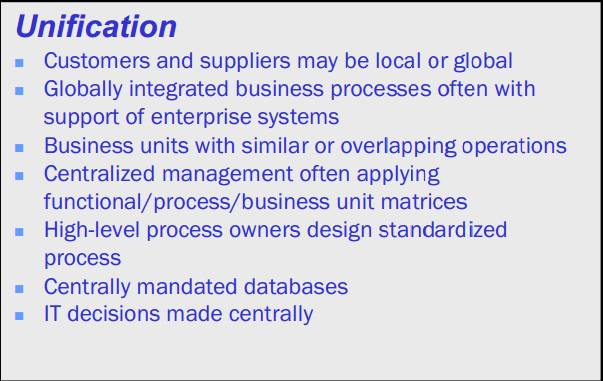 Unification
Customers and suppliers may be local or global
Globally integrated business processes often with
support of enterprise systems
Business units with similar or overlapping operations
Centralized management often applying
functional/process/business unit matrices
High-level process owners design standardized
process
Centrally mandated databases
IT decisions made centrally